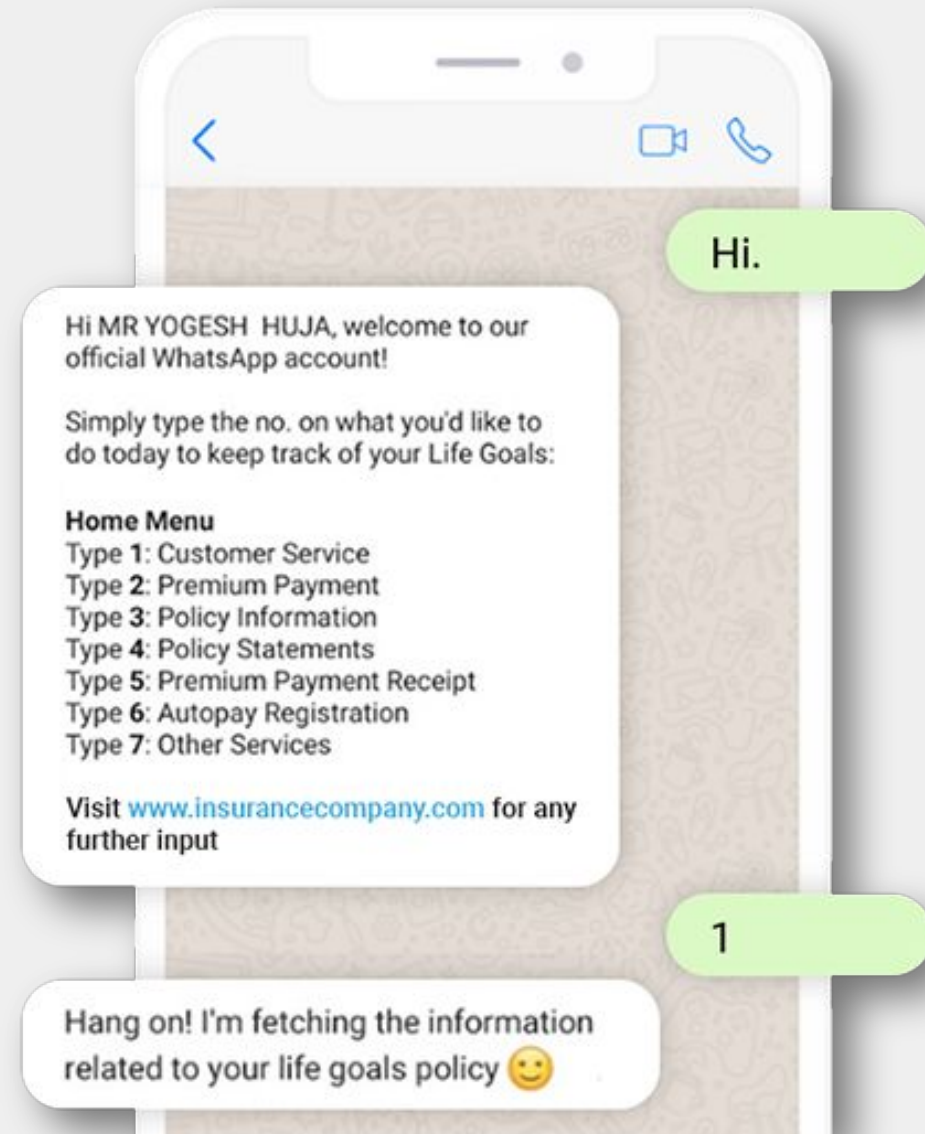 Hi.
Hi MR YOGESH HUJA, welcome to our
official WhatsApp account!
Simply type the no. on what you'd like to
do today to keep track of your Life Goals:
Home Menu
Type 1: Customer Service
Type 2: Premium Payment
Type 3: Policy Information
Type 4: Policy Statements
Type 5: Premium Payment Receipt
Type 6: Autopay Registration
Type 7: Other Services
Visit www.insurancecompany.com for any
further input
1
Hang on! I'm fetching the information
related to your life goals policy 🙂